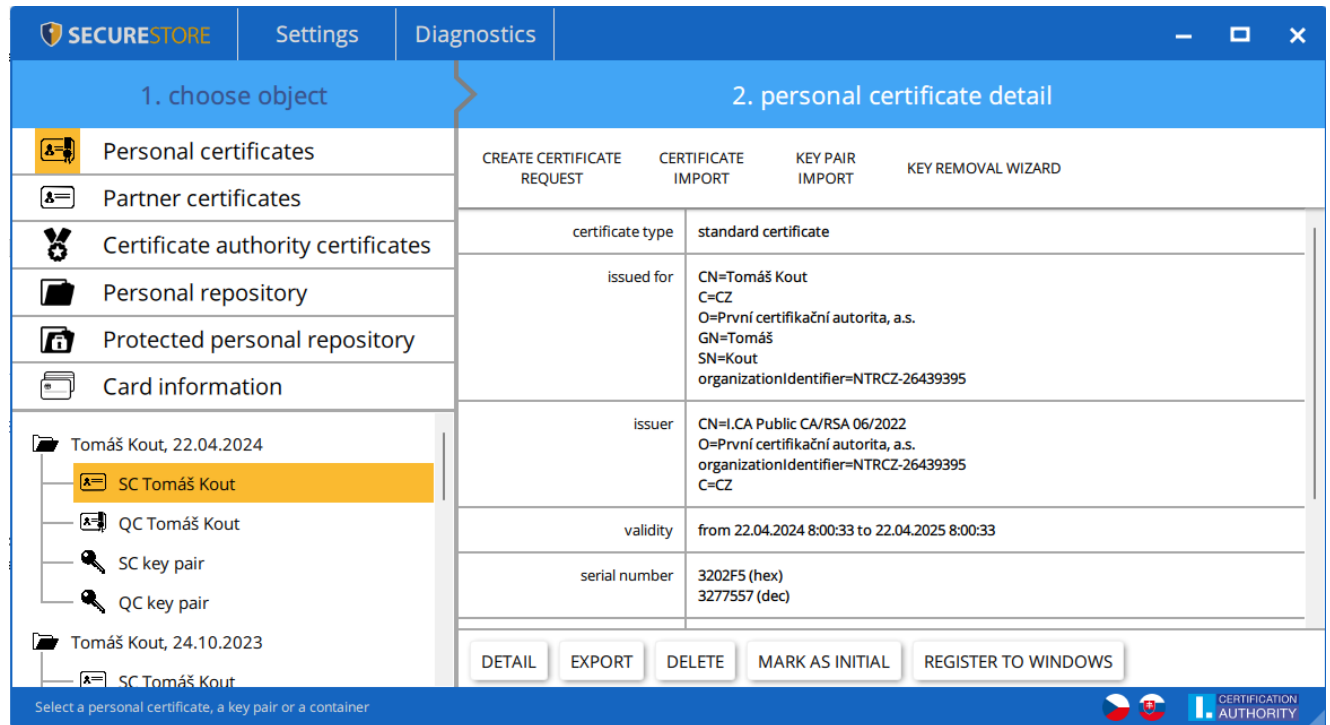 SECURESTORE
Settings
Diagnostics
1. choose object
2. personal certificate detail
Personal certificates
Partner certificates
Certificate authority certificates
Personal repository
Protected personal repository
Card information
Tomáš Kout, 22.04.2024
SC Tomáš Kout
QC Tomáš Kout
SC key pair
QC key pair
Tomáš Kout, 24.10.2023
SC Tomáš Kout
CREATE CERTIFICATE
REQUEST
CERTIFICATE
IMPORT
KEY PAIR
IMPORT
KEY REMOVAL WIZARD
certificate type
standard certificate
issued for
CN=Tomáš Kout
C=CZ
O=První certifikační autorita, a.s.
GN=Tomáš
SN=Kout
organizationIdentifier=NTRCZ-26439395
issuer
CN=I.CA Public CA/RSA 06/2022
O=První certifikační autorita, a.s.
organizationIdentifier=NTRCZ-26439395
C=CZ
validity
from 22.04.2024 8:00:33 to 22.04.2025 8:00:33
serial number
3202F5 (hex)
3277557 (dec)
DETAIL
EXPORT
DELETE
MARK AS INITIAL
REGISTER TO WINDOWS
Select a personal certificate, a key pair or a container
I. CERTIFICATION
AUTHORITY